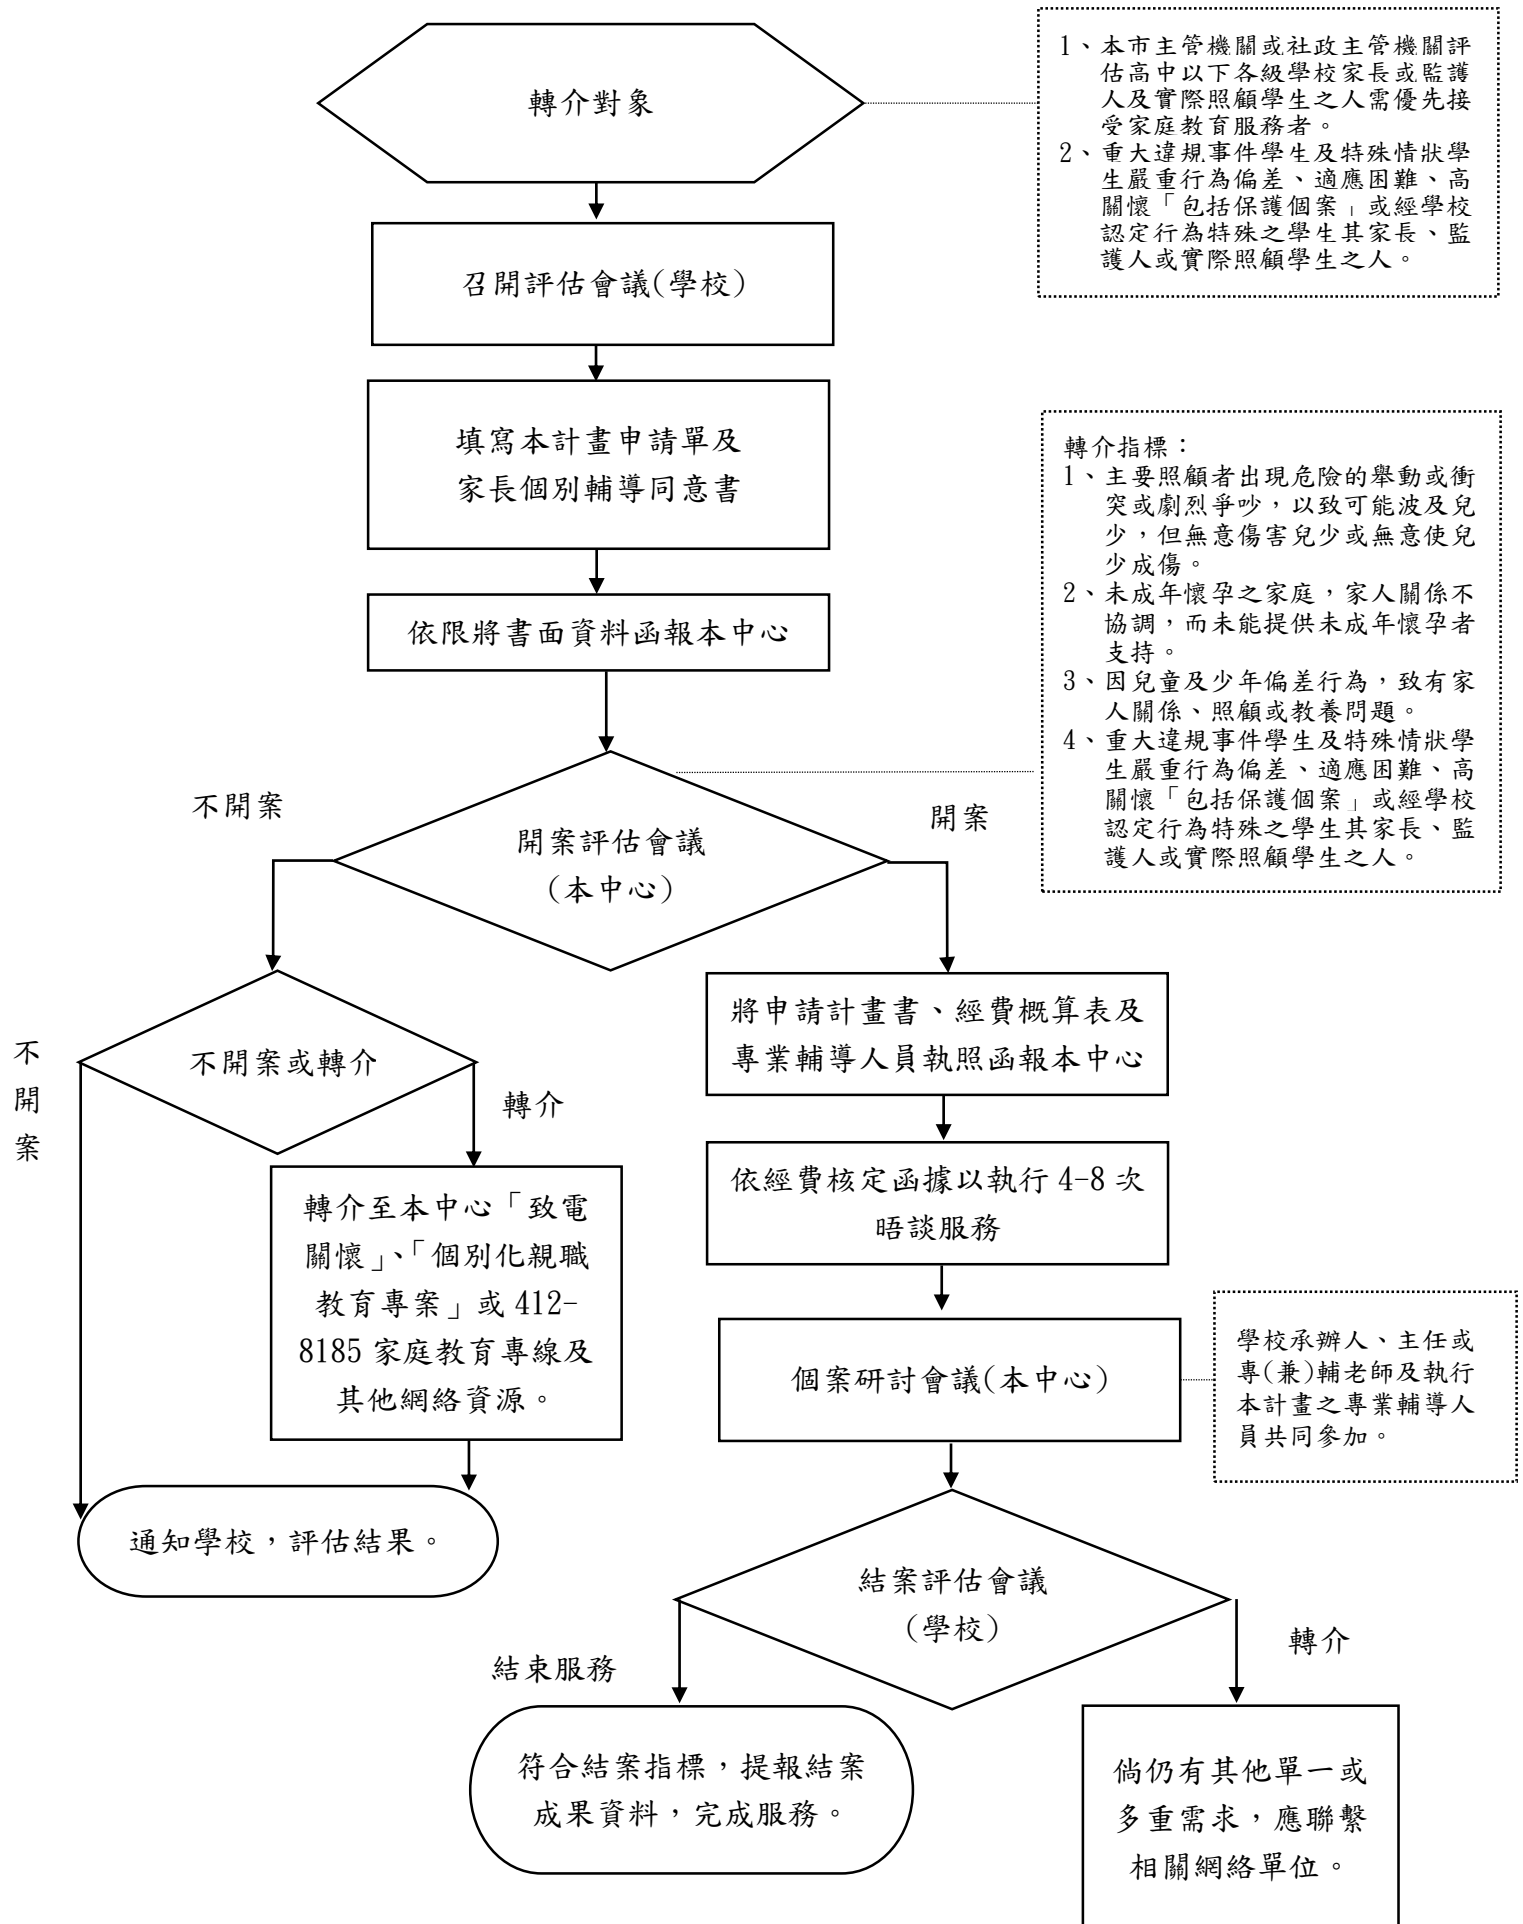 轉介對象
1、本市主管機關或社政主管機關評
估高中以下各級學校家長或監護
人及實際照顧學生之人需優先接
受家庭教育服務者。
2、重大違規事件學生及特殊情狀學
生嚴重行為偏差、適應困難、高
關懷「包括保護個案」或經學校
認定行為特殊之學生其家長、監
護人或實際照顧學生之人。
召開評估會議(學校)
填寫本計畫申請單及
家長個別輔導同意書
依限將書面資料函報本中心
轉介指標：
1、主要照顧者出現危險的舉動或衝
突或劇烈爭吵，以致可能波及兒
少，但無意傷害兒少或無意使兒
少成傷。
2、未成年懷孕之家庭，家人關係不
協調，而未能提供未成年懷孕者
支持。
3、因兒童及少年偏差行為，致有家
人關係、照顧或教養問題。
4、重大違規事件學生及特殊情狀學
生嚴重行為偏差、適應困難、高
關懷「包括保護個案」或經學校
認定行為特殊之學生其家長、監
護人或實際照顧學生之人。
不開案
開案
開案評估會議
(本中心)
不開案或轉介
不
開
案
轉介
將申請計畫書、經費概算表及
專業輔導人員執照函報本中心
轉介至本中心「致電
關懷」、「個別化親職
教育專案」或 412-
8185 家庭教育專線及
其他網絡資源。
依經費核定函據以執行 4-8 次
晤談服務
個案研討會議(本中心)
學校承辦人、主任或
專(兼)輔老師及執行
本計畫之專業輔導人
員共同參加。
通知學校，評估結果。
結案評估會議
(學校)
結束服務
轉介
符合結案指標，提報結案
成果資料，完成服務。
倘仍有其他單一或
多重需求，應聯繫
相關網絡單位。